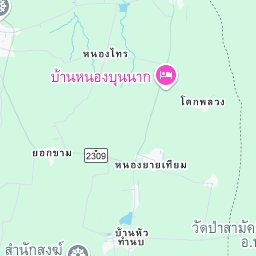 หนองไทร
บ้านหนองบุนนาก
โตกพลวง
ยอกขาม
2309
หนองยายเทียม
วัดป่าสามัค
อ.
บ้านหัว
ทำนบ
สำนักสงฆ์